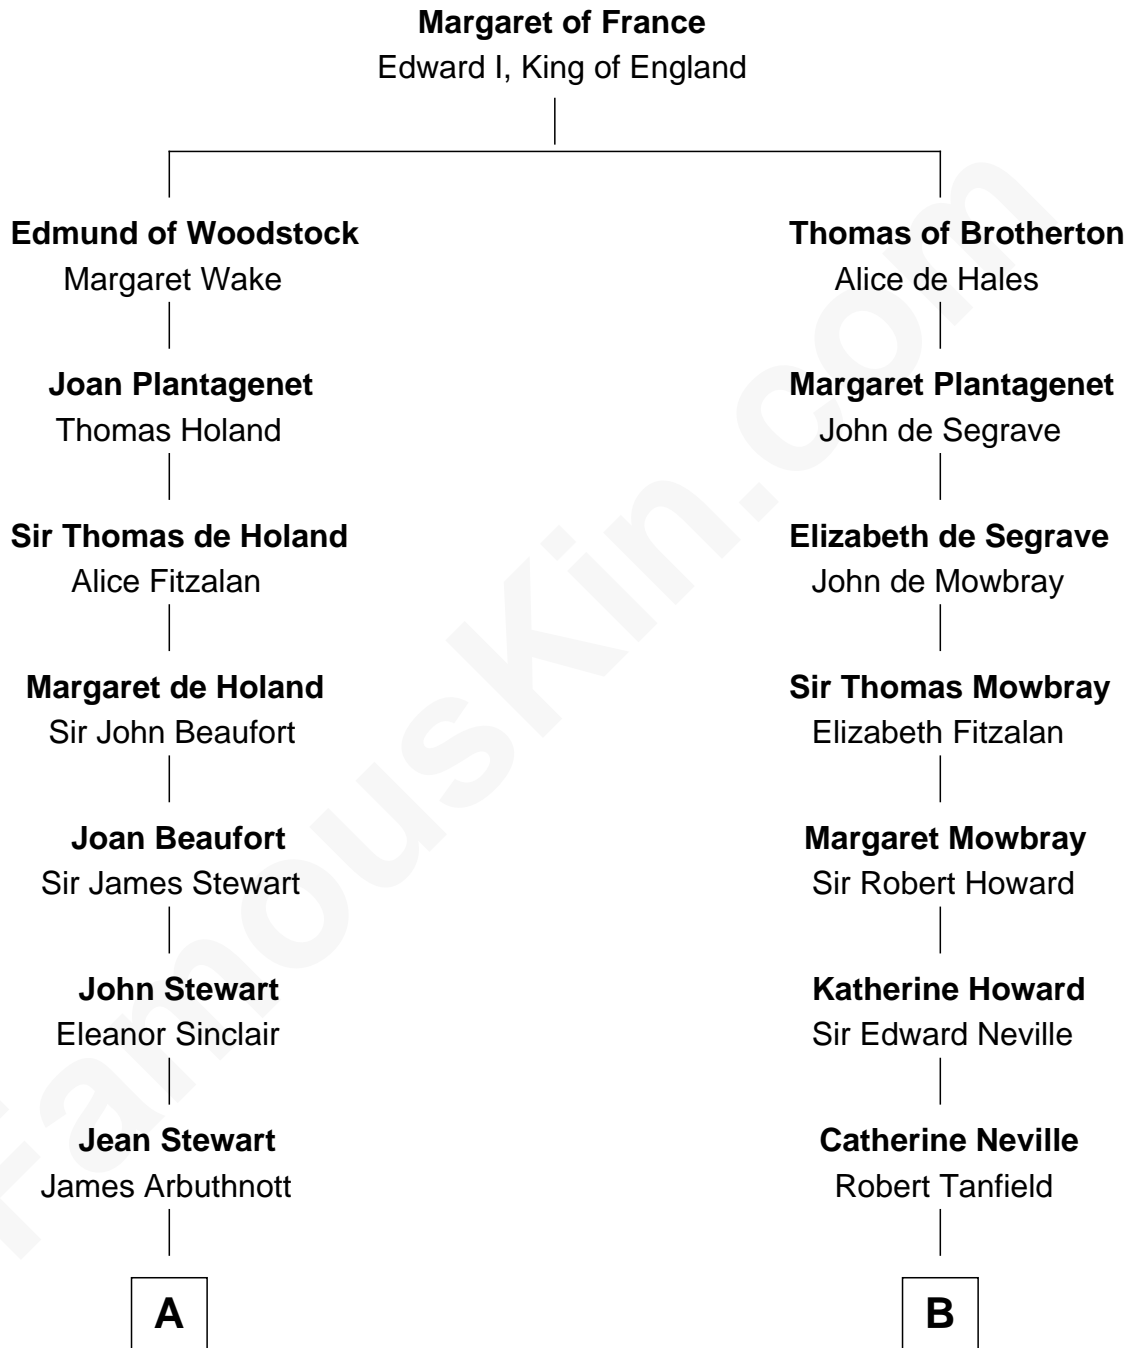 Margaret of France
Edward I, King of England
Edmund of Woodstock
Margaret Wake
Thomas of Brotherton
Alice de Hales
Joan Plantagenet
Thomas Holand
Margaret Plantagenet
John de Segrave
Sir Thomas de Holand
Alice Fitzalan
Elizabeth de Segrave
John de Mowbray
Margaret de Holand
Sir John Beaufort
Sir Thomas Mowbray
Elizabeth Fitzalan
Joan Beaufort
Sir James Stewart
Margaret Mowbray
Sir Robert Howard
John Stewart
Eleanor Sinclair
Katherine Howard
Sir Edward Neville
Jean Stewart
James Arbuthnott
Catherine Neville
Robert Tanfield
A
B
FamousKin.com